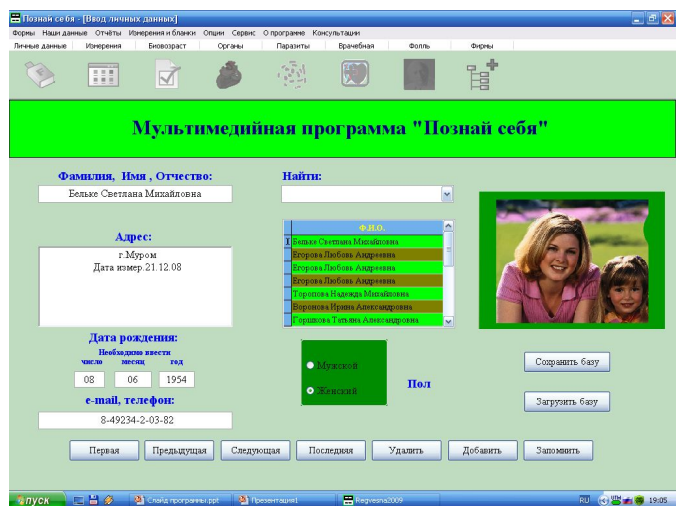 Познай себя - [Ввод личных данных]
Формы Наши данные Отчёты Измерения и бланки Опции Сервис О программе Консультации
Личные данные Измерения Биовозраст Органы Паразиты Врачебная Фолль Фирмы
Мультимедийная программа "Познай себя"
Фамилия, Имя , Отчество:
Найти:
Бельке Светлана Михайловна
Ф.И.О.
Бельке Светлана Михайловна
Егорова Любовь Андреевна
Егорова Любовь Андреевна
Егорова Любовь Андреевна
Торопова Надежда Михайловна
Воронова Ирина Александровна
Горшкова Татьяна Александровна
Адрес:
г.Муром
Дата измер.21.12.08
Дата рождения:
Необходимо ввести
число месяц год
08 06 1954
Мужской
Женский
Пол
Сохранить базу
Загрузить базу
e-mail, телефон:
8-49234-2-03-82
Первая Предыдущая Следующая Последняя Удалить Добавить Запомнить
пуск Слайд программы.ppt Презентация1 Regvesna2009 RU 19:05